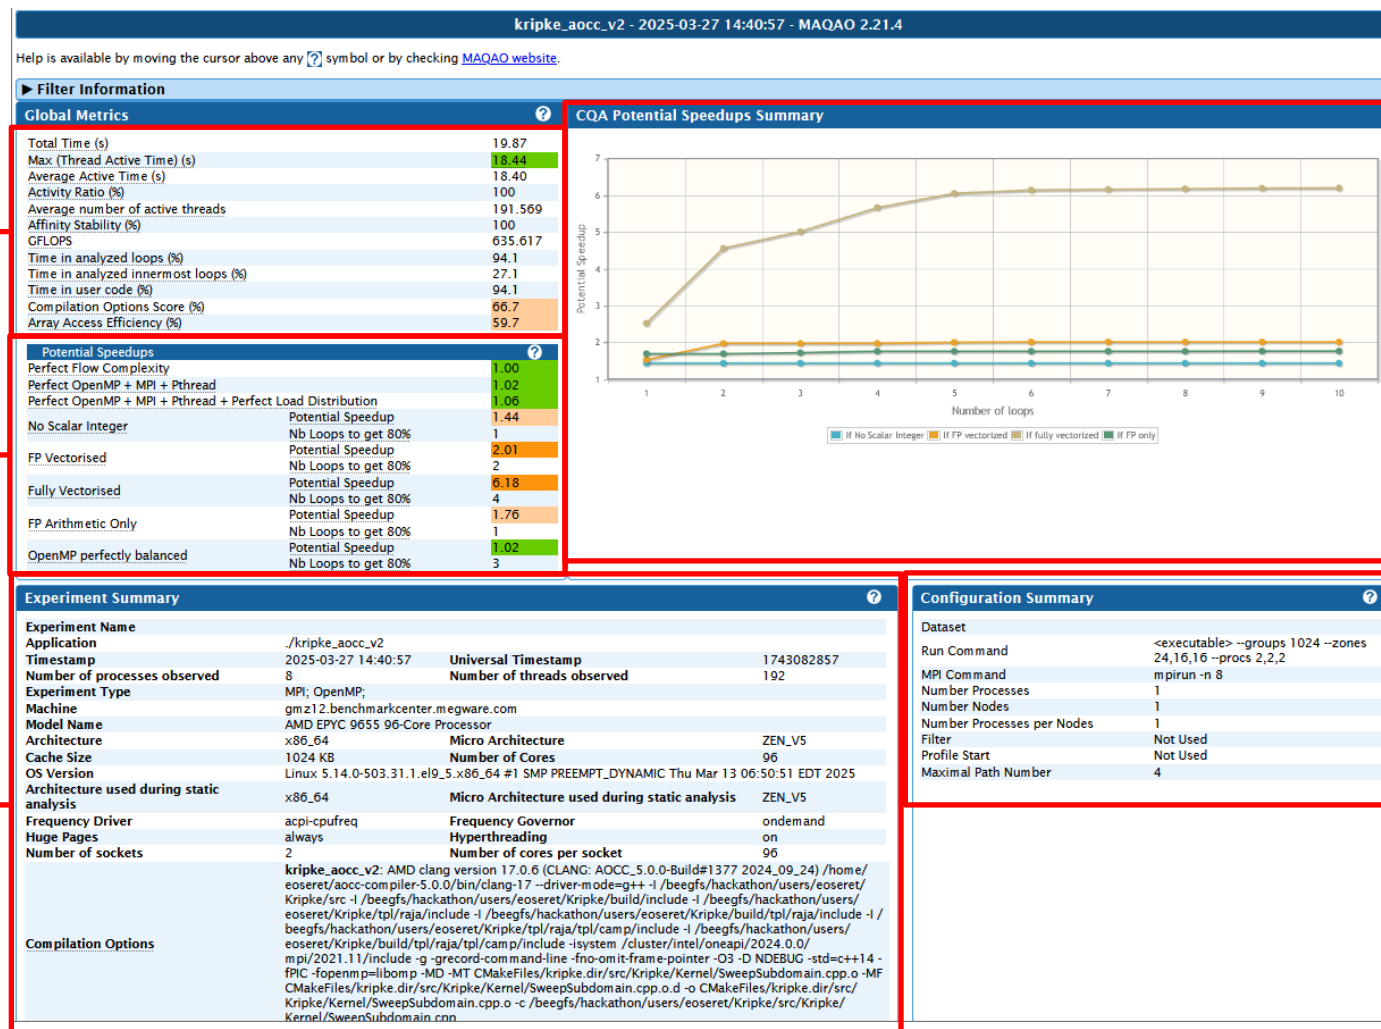 kripke_aocc_v2 - 2025-03-27 14:40:57 - MAQAO 2.21.4
Help is available by moving the cursor above any ? symbol or by checking MAQAO website.
▶ Filter Information
Global Metrics ?
Total Time (s) 19.87
Max (Thread Active Time) (s) 18.44
Average Active Time (s) 18.40
Activity Ratio (%) 100
Average number of active threads 191.569
Affinity Stability (%) 100
GFLOPS 635.617
Time in analyzed loops (%) 94.1
Time in analyzed innermost loops (%) 27.1
Time in user code (%) 94.1
Compilation Options Score (%) 66.7
Array Access Efficiency (%) 59.7
Potential Speedups ?
Perfect Flow Complexity 1.00
Perfect OpenMP + MPI + Pthread 1.02
Perfect OpenMP + MPI + Pthread + Perfect Load Distribution 1.06
No Scalar Integer Potential Speedup 1.44
Nb Loops to get 80% 1
FP Vectorised Potential Speedup 2.01
Nb Loops to get 80% 2
Fully Vectorised Potential Speedup 6.18
Nb Loops to get 80% 4
FP Arithmetic Only Potential Speedup 1.76
Nb Loops to get 80% 1
OpenMP perfectly balanced Potential Speedup 1.02
Nb Loops to get 80% 3
CQA Potential Speedups Summary
7
6
5
4
3
2
1
Potential Speedup
1 2 3 4 5 6 7 8 9 10
Number of loops
If No Scalar Integer If FP vectorized If fully vectorized If FP only
Experiment Summary ?
Experiment Name
Application ./kripke_aocc_v2
Timestamp 2025-03-27 14:40:57 Universal Timestamp 1743082857
Number of processes observed 8 Number of threads observed 192
Experiment Type MPI; OpenMP;
Machine gmz12.benchmarkcenter.megware.com
Model Name AMD EPYC 9655 96-Core Processor
Architecture x86_64 Micro Architecture ZEN_V5
Cache Size 1024 KB Number of Cores 96
OS Version Linux 5.14.0-503.31.1.el9_5.x86_64 #1 SMP PREEMPT_DYNAMIC Thu Mar 13 06:50:51 EDT 2025
Architecture used during static
analysis x86_64 Micro Architecture used during static analysis ZEN_V5
Frequency Driver acpi-cpufreq Frequency Governor ondemand
Huge Pages always Hyperthreading on
Number of sockets 2 Number of cores per socket 96
Compilation Options
kripke_aocc_v2: AMD clang version 17.0.6 (CLANG: AOCC_5.0.0-Build#1377 2024_09_24) /home/
eoseret/aocc-compiler-5.0.0/bin/clang-17 --driver-mode=g++ -I /beegfs/hackathon/users/eoseret/
Kripke/src -I /beegfs/hackathon/users/eoseret/Kripke/build/include -I /beegfs/hackathon/users/
eoseret/Kripke/tpl/raja/include -I /beegfs/hackathon/users/eoseret/Kripke/build/tpl/raja/include -I /
beegfs/hackathon/users/eoseret/Kripke/tpl/raja/tpl/camp/include -I /beegfs/hackathon/users/
eoseret/Kripke/build/tpl/raja/tpl/camp/include -isystem /cluster/intel/oneapi/2024.0.0/
mpi/2021.11/include -g -grecord-command-line -fno-omit-frame-pointer -O3 -D NDEBUG -std=c++14 -
fPIC -fopenmp=libomp -MD -MT CMakeFiles/kripke.dir/src/Kripke/Kernel/SweepSubdomain.cpp.o -MF
CMakeFiles/kripke.dir/src/Kripke/Kernel/SweepSubdomain.cpp.o.d -o CMakeFiles/kripke.dir/src/
Kripke/Kernel/SweepSubdomain.cpp.o -c /beegfs/hackathon/users/eoseret/Kripke/src/Kripke/
Kernel/SweepSubdomain.cpp
Configuration Summary ?
Dataset
Run Command <executable> --groups 1024 --zones
24,16,16 --procs 2,2,2
MPI Command mpirun -n 8
Number Processes 1
Number Nodes 1
Number Processes per Nodes 1
Filter Not Used
Profile Start Not Used
Maximal Path Number 4